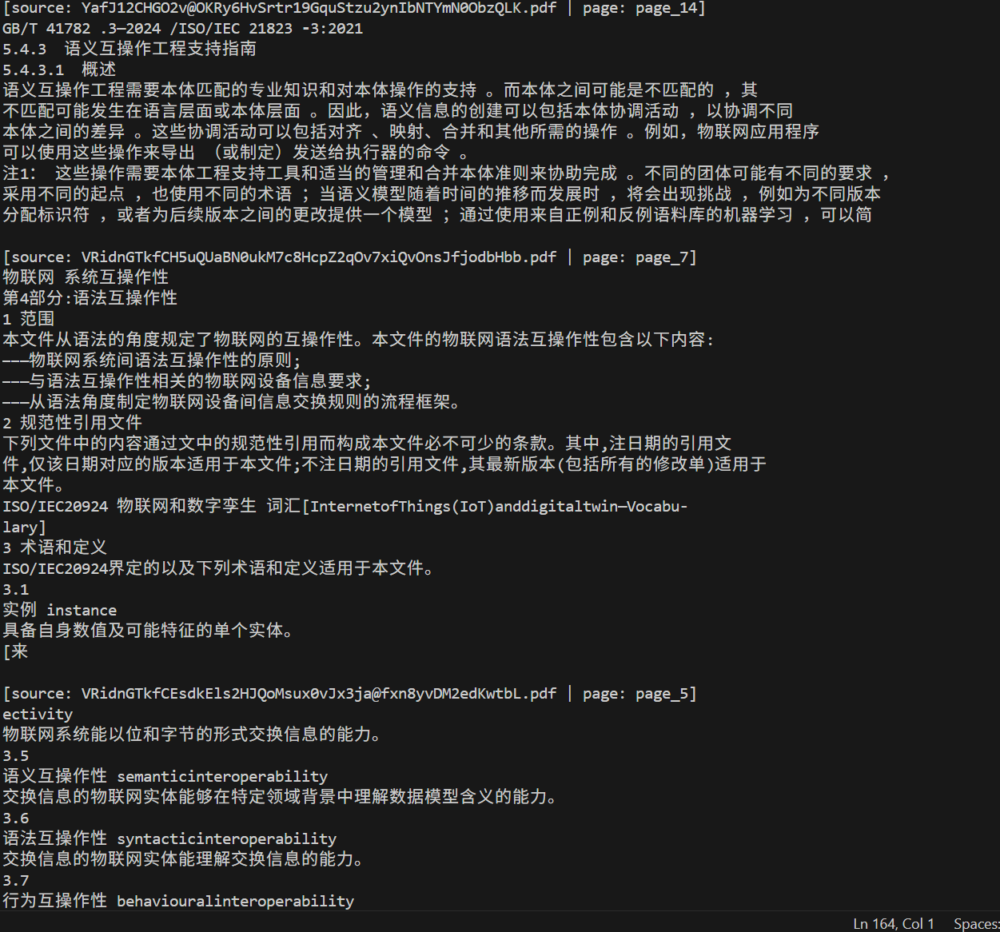 [source: YafJ12CHGO2v@OKRy6HvSrtr19GquStzu2ynIbNTYmN0ObzQLK.pdf | page: page_14]
GB/T 41782 .3—2024 /ISO/IEC 21823 -3:2021
5.4.3  语义互操作工程支持指南
5.4.3.1  概述
语义互操作工程需要本体匹配的专业知识和对本体操作的支持 。而本体之间可能是不匹配的 ，其
不匹配可能发生在语言层面或本体层面 。因此，语义信息的创建可以包括本体协调活动 ，以协调不同
本体之间的差异 。这些协调活动可以包括对齐 、映射、合并和其他所需的操作 。例如，物联网应用程序
可以使用这些操作来导出 （或制定）发送给执行器的命令 。
注1： 这些操作需要本体工程支持工具和适当的管理和合并本体准则来协助完成 。不同的团体可能有不同的要求 ，
采用不同的起点 ，也使用不同的术语 ；当语义模型随着时间的推移而发展时 ，将会出现挑战 ，例如为不同版本
分配标识符 ，或者为后续版本之间的更改提供一个模型 ；通过使用来自正例和反例语料库的机器学习 ，可以简
[source: VRidnGTkfCH5uQUaBN0ukM7c8HcpZ2qOv7xiQvOnsJfjodbHbb.pdf | page: page_7]
物联网 系统互操作性
第4部分:语法互操作性
1 范围
本文件从语法的角度规定了物联网的互操作性。本文件的物联网语法互操作性包含以下内容:
———物联网系统间语法互操作性的原则;
———与语法互操作性相关的物联网设备信息要求;
———从语法角度制定物联网设备间信息交换规则的流程框架。
2 规范性引用文件
下列文件中的内容通过文中的规范性引用而构成本文件必不可少的条款。其中,注日期的引用文
件,仅该日期对应的版本适用于本文件;不注日期的引用文件,其最新版本(包括所有的修改单)适用于
本文件。
ISO/IEC20924 物联网和数字孪生 词汇[InternetofThings(IoT)anddigitaltwin—Vocabu-
lary]
3 术语和定义
ISO/IEC20924界定的以及下列术语和定义适用于本文件。
3.1
实例 instance
具备自身数值及可能特征的单个实体。
[来
[source: VRidnGTkfCEsdkEls2HJQoMsux0vJx3ja@fxn8yvDM2edKwtbL.pdf | page: page_5]
ectivity
物联网系统能以位和字节的形式交换信息的能力。
3.5
语义互操作性 semanticinteroperability
交换信息的物联网实体能够在特定领域背景中理解数据模型含义的能力。
3.6
语法互操作性 syntacticinteroperability
交换信息的物联网实体能理解交换信息的能力。
3.7
行为互操作性 behaviouralinteroperability
Ln 164, Col 1 Spaces: